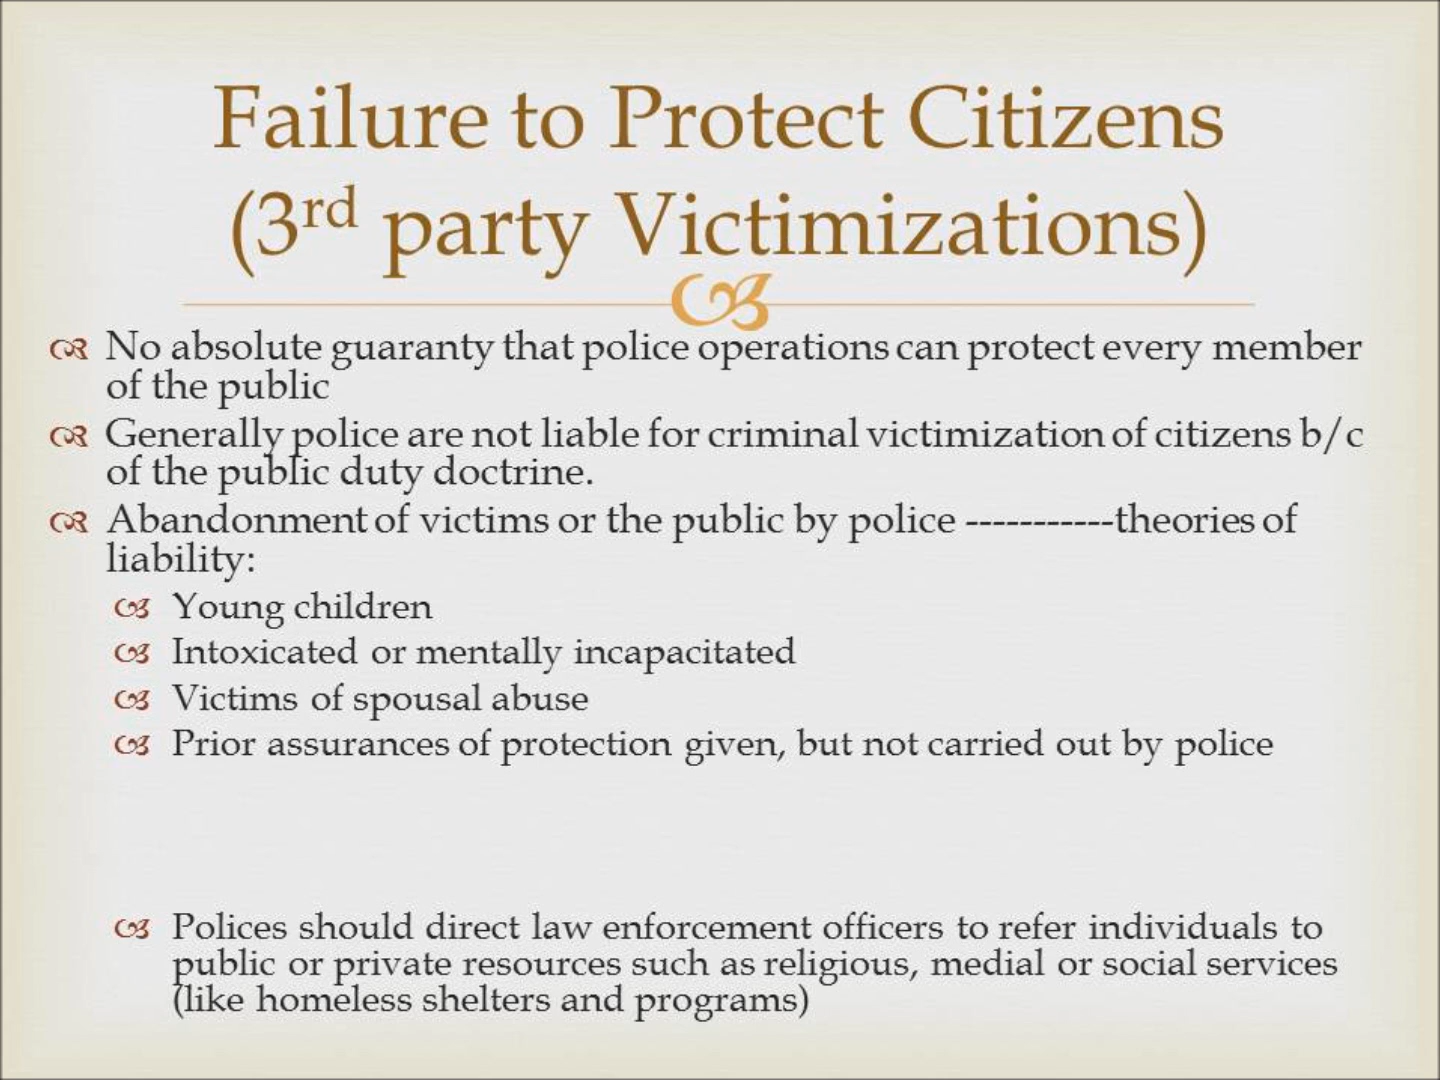 Failure to Protect Citizens
(3rd party Victimizations)
No absolute guaranty that police operations can protect every member
of the public
Generally police are not liable for criminal victimization of citizens b/c
of the public duty doctrine.
Abandonment of victims or the public by police -----------theories of
liability:
Young children
Intoxicated or mentally incapacitated
Victims of spousal abuse
Prior assurances of protection given, but not carried out by police
Polices should direct law enforcement officers to refer individuals to
public or private resources such as religious, medial or social services
(like homeless shelters and programs)